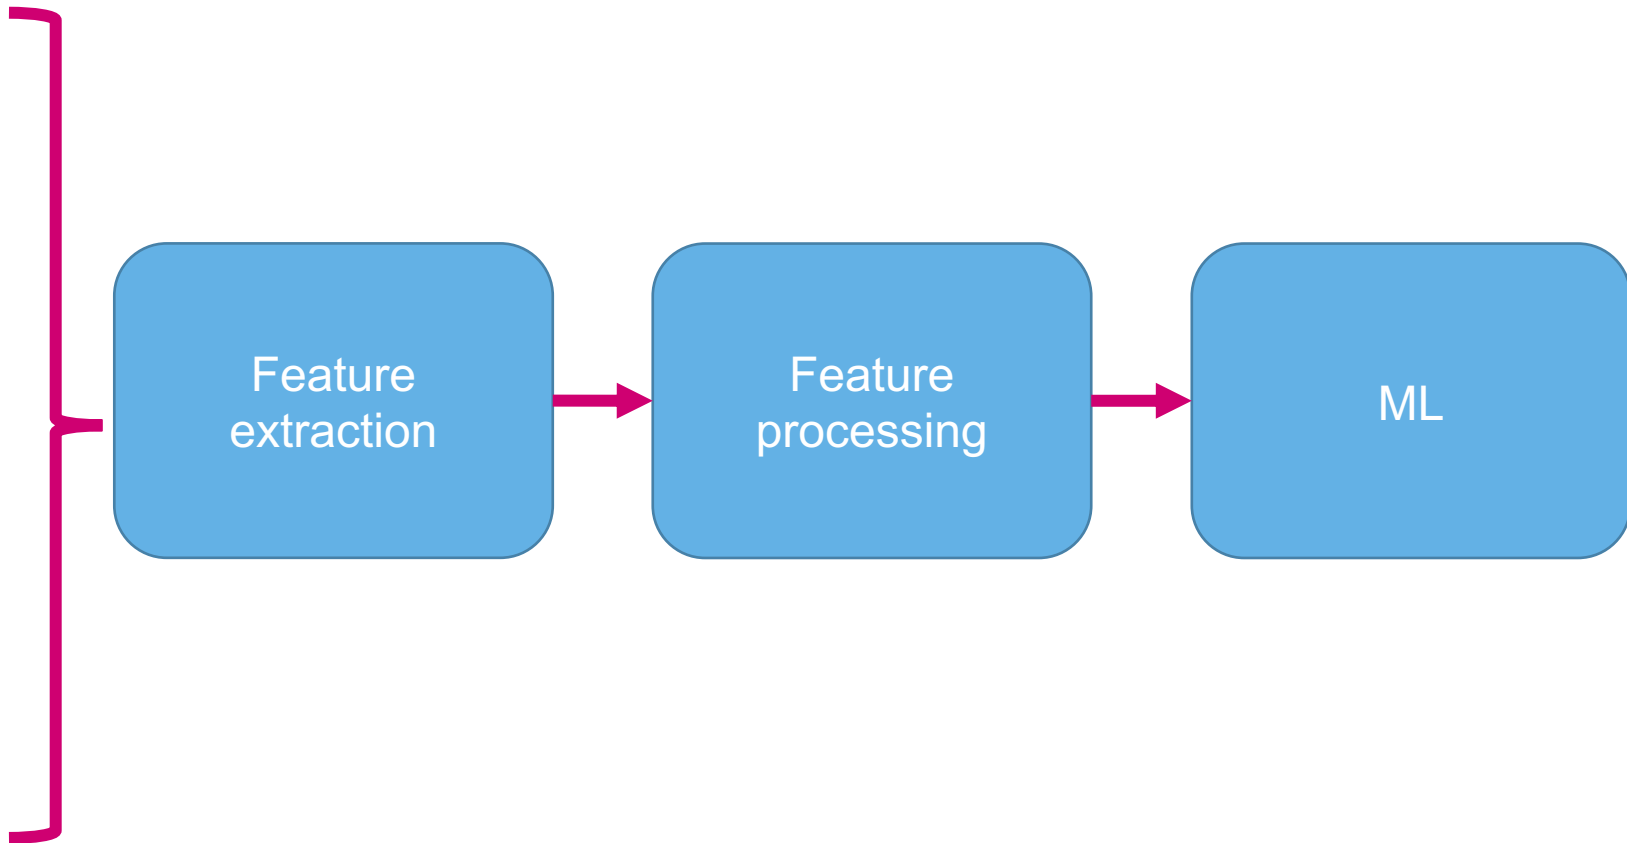 Feature
extraction
Feature
processing
ML